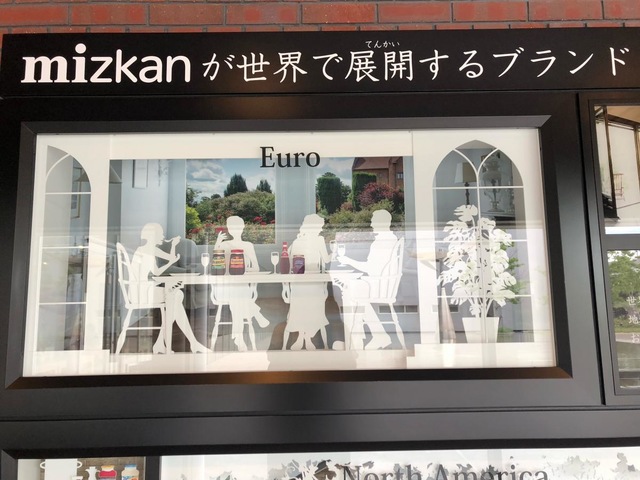 mizkanが世界で展開するブランド
てんかい
Euro
North America